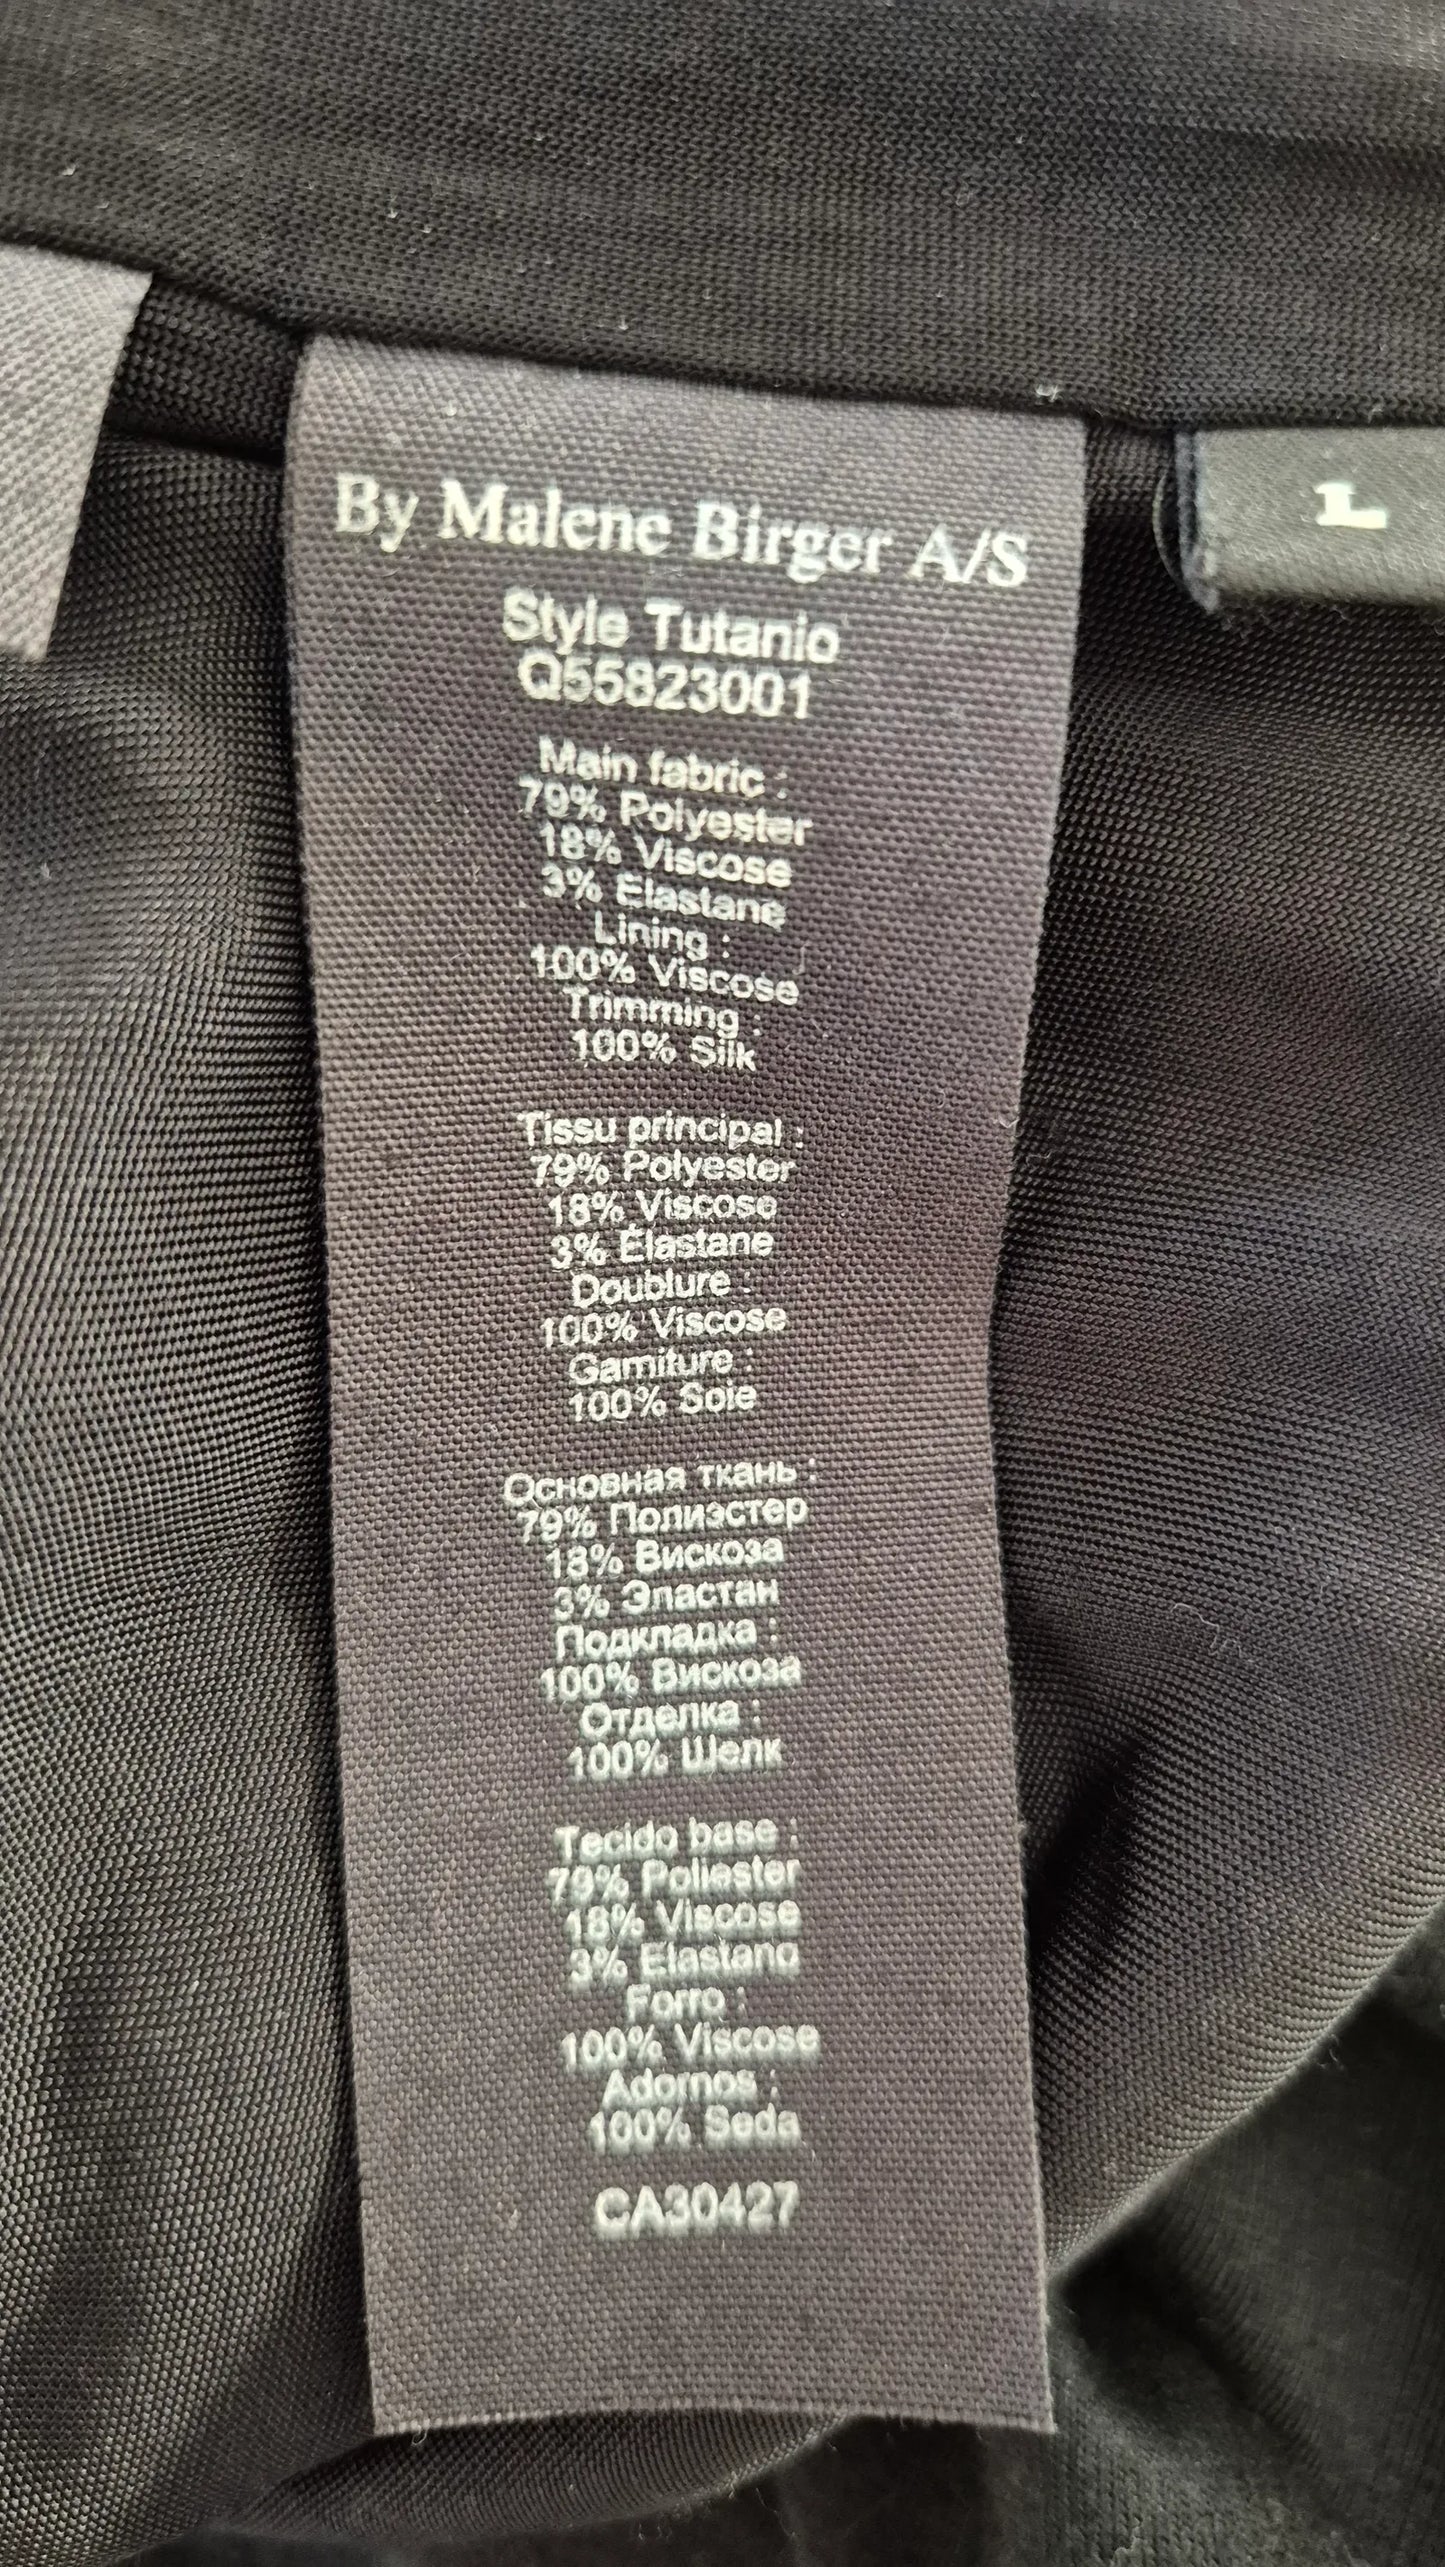 By Malene Birger A/S
L
Style Tutanio
Q55823001
Main fabric :
79% Polyester
18% Viscose
3% Elastane
Lining :
100% Viscose
Trimming :
100% Silk
Tissu principal :
79% Polyester
18% Viscose
3% Élastane
Doublure :
100% Viscose
Garniture :
100% Soie
Основная ткань :
79% Полиэстер
18% Вискоза
3% Эластан
Подкладка :
100% Вискоза
Отделка :
100% Шелк
Tecido base :
79% Poliester
18% Viscose
3% Elastano
Forro :
100% Viscose
Adornos :
100% Seda
CA30427